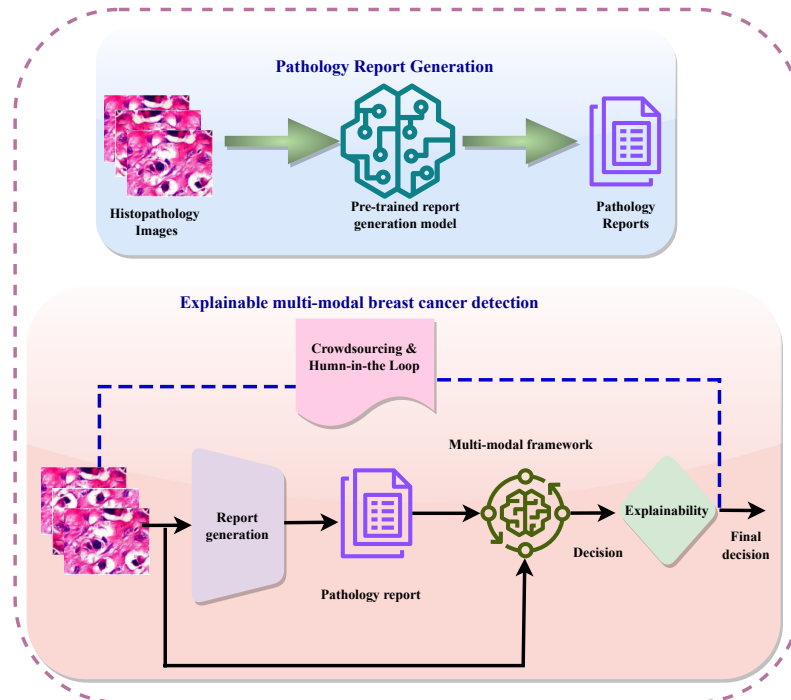 Pathology Report Generation
Histopathology
Images
Pre-trained report
generation model
Pathology
Reports
Explainable multi-modal breast cancer detection
Crowdsourcing &
Humn-in-the Loop
Multi-modal framework
Report
generation
Explainability
Pathology report
Decision
Final
decision